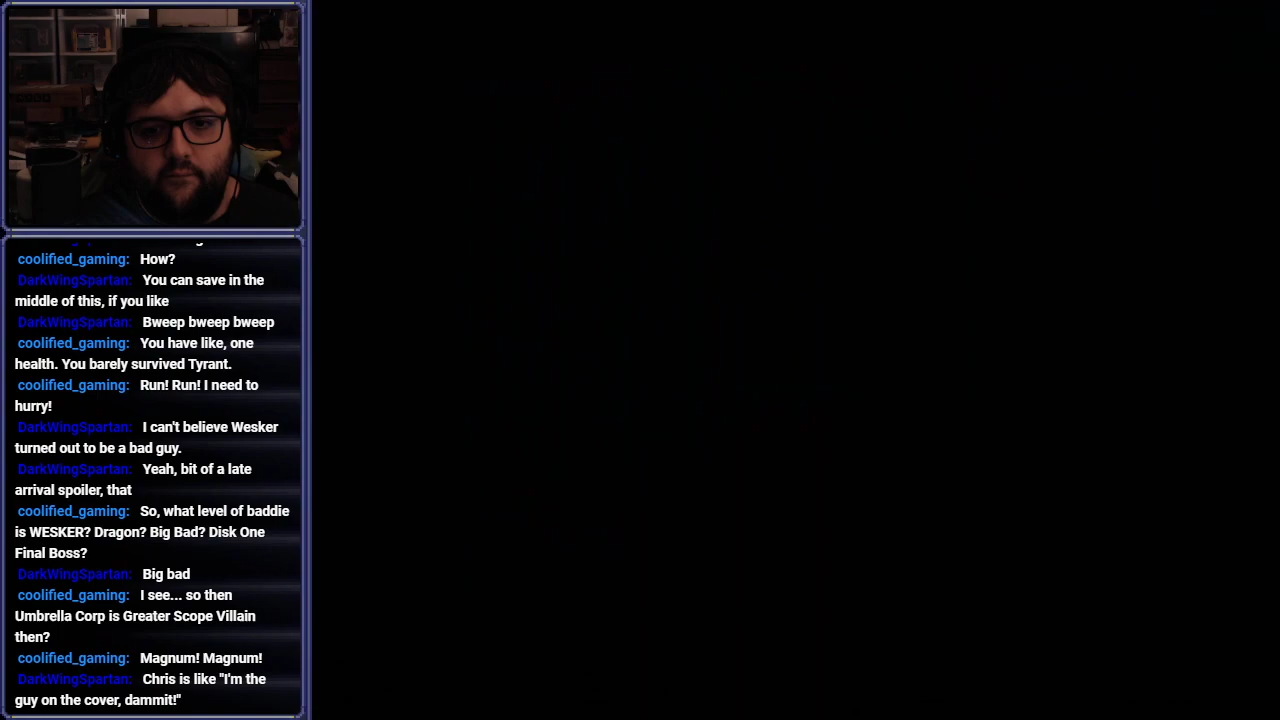 coolified_gaming: How?
DarkWingSpartan: You can save in the
middle of this, if you like
DarkWingSpartan: Bweep bweep bweep
coolified_gaming: You have like, one
health. You barely survived Tyrant.
coolified_gaming: Run! Run! I need to
hurry!
DarkWingSpartan: I can't believe Wesker
turned out to be a bad guy.
DarkWingSpartan: Yeah, bit of a late
arrival spoiler, that
coolified_gaming: So, what level of baddie
is WESKER? Dragon? Big Bad? Disk One
Final Boss?
DarkWingSpartan: Big bad
coolified_gaming: I see... so then
Umbrella Corp is Greater Scope Villain
then?
coolified_gaming: Magnum! Magnum!
DarkWingSpartan: Chris is like "I'm the
guy on the cover, dammit!"